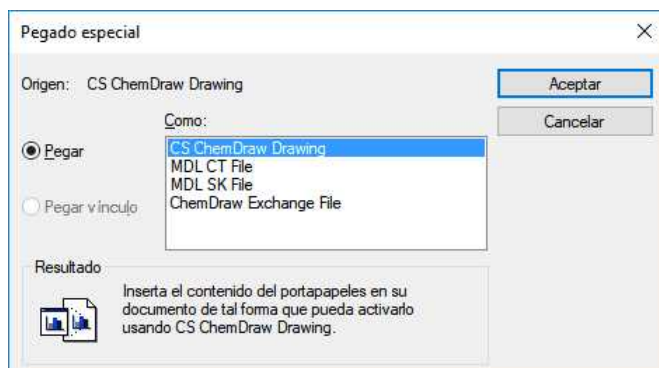 Pegado especial
Origen: CS ChemDraw Drawing
Aceptar
Como:
Cancelar
Pegar
CS ChemDraw Drawing
MDL CT File
MDL SK File
Pegar vínculo
ChemDraw Exchange File
Resultado
Inserta el contenido del portapapeles en su
documento de tal forma que pueda activarlo
usando CS ChemDraw Drawing.